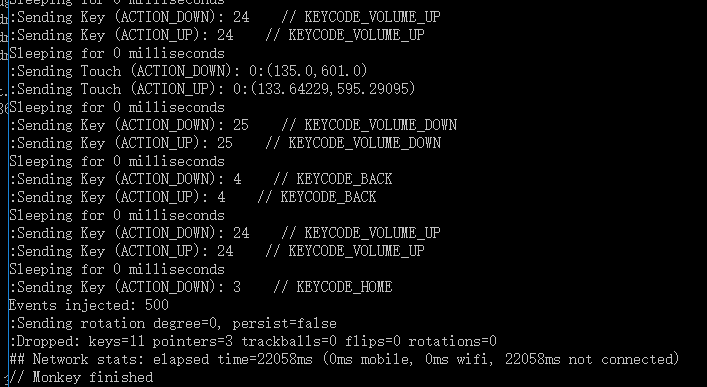 Sleeping for 0 milliseconds
:Sending Key (ACTION_DOWN): 24    // KEYCODE_VOLUME_UP
:Sending Key (ACTION_UP): 24    // KEYCODE_VOLUME_UP
Sleeping for 0 milliseconds
:Sending Touch (ACTION_DOWN): 0:(135.0,601.0)
:Sending Touch (ACTION_UP): 0:(133.64229,595.29095)
Sleeping for 0 milliseconds
:Sending Key (ACTION_DOWN): 25    // KEYCODE_VOLUME_DOWN
:Sending Key (ACTION_UP): 25    // KEYCODE_VOLUME_DOWN
Sleeping for 0 milliseconds
:Sending Key (ACTION_DOWN): 4    // KEYCODE_BACK
:Sending Key (ACTION_UP): 4    // KEYCODE_BACK
Sleeping for 0 milliseconds
:Sending Key (ACTION_DOWN): 24    // KEYCODE_VOLUME_UP
:Sending Key (ACTION_UP): 24    // KEYCODE_VOLUME_UP
Sleeping for 0 milliseconds
:Sending Key (ACTION_DOWN): 3    // KEYCODE_HOME
Events injected: 500
:Sending rotation degree=0, persist=false
:Dropped: keys=11 pointers=3 trackballs=0 flips=0 rotations=0
## Network stats: elapsed time=22058ms (0ms mobile, 0ms wifi, 22058ms not connected)
// Monkey finished